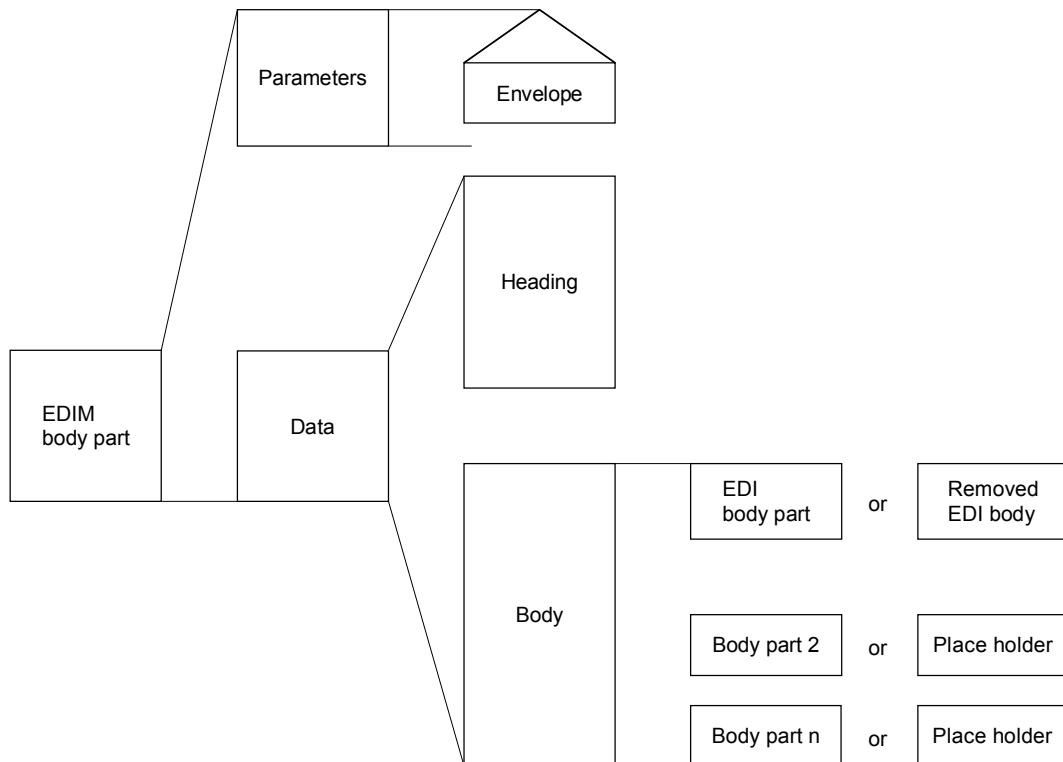 Parameters
Envelope
Heading
EDIM
body part
Data
EDI
body part
or
Removed
EDI body
Body
Body part 2
or
Place holder
Body part n
or
Place holder